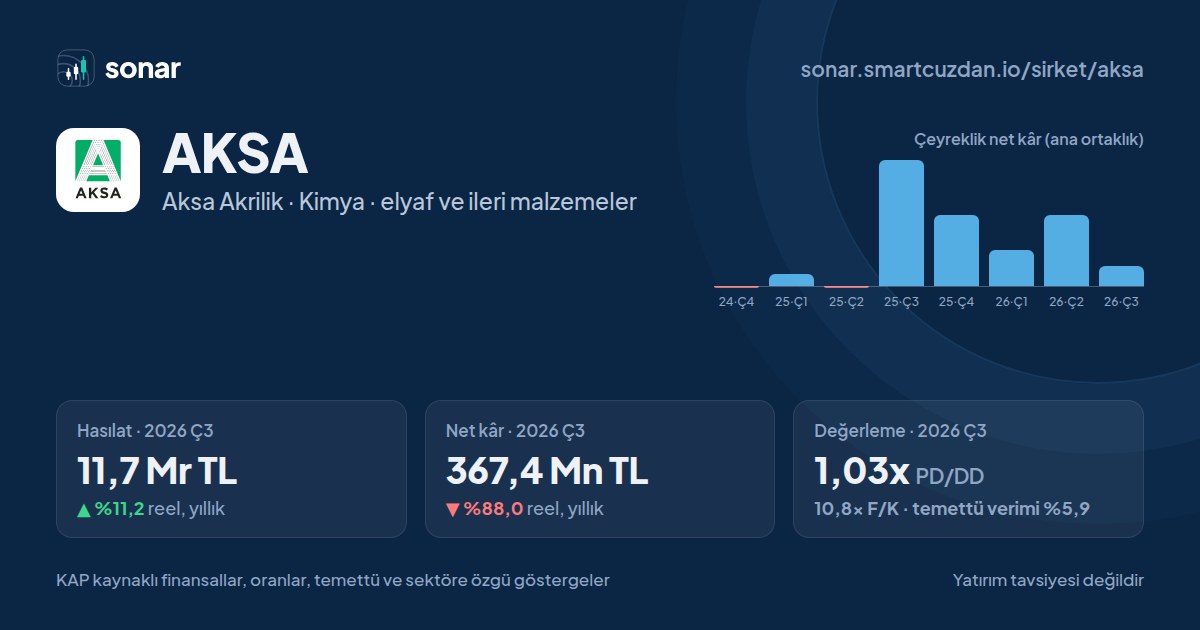 sonar
sonar.smartcuzdan.io/sirket/aksa
AKSA
AKSA
Aksa Akrilik · Kimya · elyaf ve ileri malzemeler
Çeyreklik net kâr (ana ortaklık)
24·Ç4 25·Ç1 25·Ç2 25·Ç3 25·Ç4 26·Ç1 26·Ç2 26·Ç3
Hasılat · 2026 Ç3
11,7 Mr TL
▲ %11,2 reel, yıllık
Net kâr · 2026 Ç3
367,4 Mn TL
▼ %88,0 reel, yıllık
Değerleme · 2026 Ç3
1,03x PD/DD
10,8× F/K · temettü verimi %5,9
KAP kaynaklı finansallar, oranlar, temettü ve sektöre özgü göstergeler
Yatırım tavsiyesi değildir